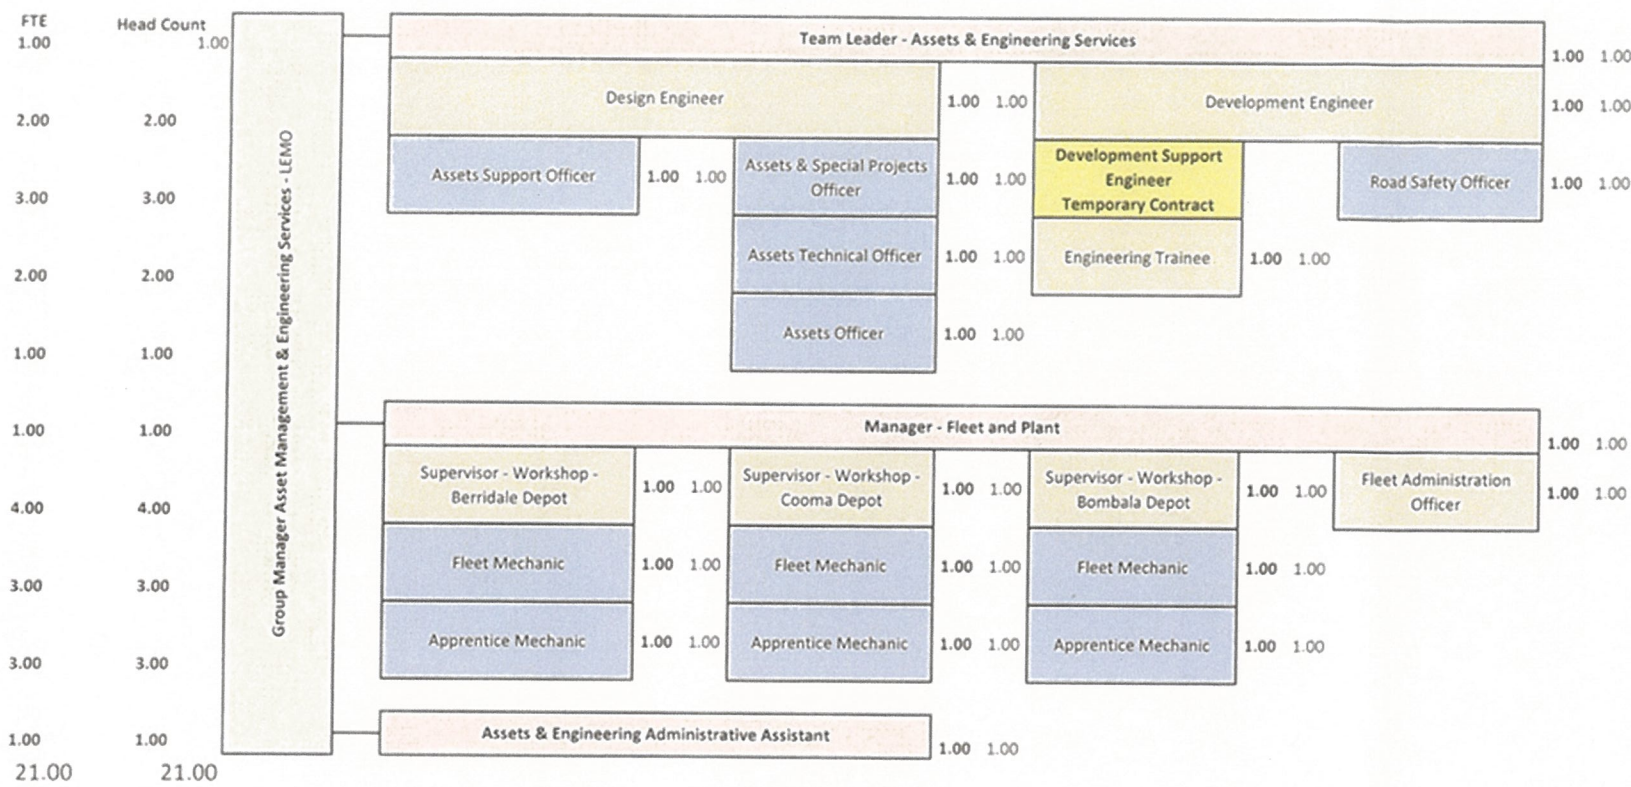 FTE Head Count
1.00 1.00
Team Leader - Assets & Engineering Services
1.00 1.00
Design Engineer
1.00 1.00
Development Engineer
1.00 1.00
2.00 2.00
Assets Support Officer
1.00 1.00
Assets & Special Projects
Officer
1.00 1.00
Development Support
Engineer
Temporary Contract
Road Safety Officer
1.00 1.00
3.00 3.00
Assets Technical Officer
1.00 1.00
Engineering Trainee
1.00 1.00
2.00 2.00
Assets Officer
1.00 1.00
1.00 1.00
Group Manager Asset Management & Engineering Services - LEMO
Manager - Fleet and Plant
1.00 1.00
1.00 1.00
Supervisor - Workshop -
Berridale Depot
1.00 1.00
Supervisor - Workshop -
Cooma Depot
1.00 1.00
Supervisor - Workshop -
Bombala Depot
1.00 1.00
Fleet Administration
Officer
1.00 1.00
4.00 4.00
Fleet Mechanic
1.00 1.00
Fleet Mechanic
1.00 1.00
Fleet Mechanic
1.00 1.00
3.00 3.00
Apprentice Mechanic
1.00 1.00
Apprentice Mechanic
1.00 1.00
Apprentice Mechanic
1.00 1.00
3.00 3.00
Assets & Engineering Administrative Assistant
1.00 1.00
1.00 1.00
21.00 21.00